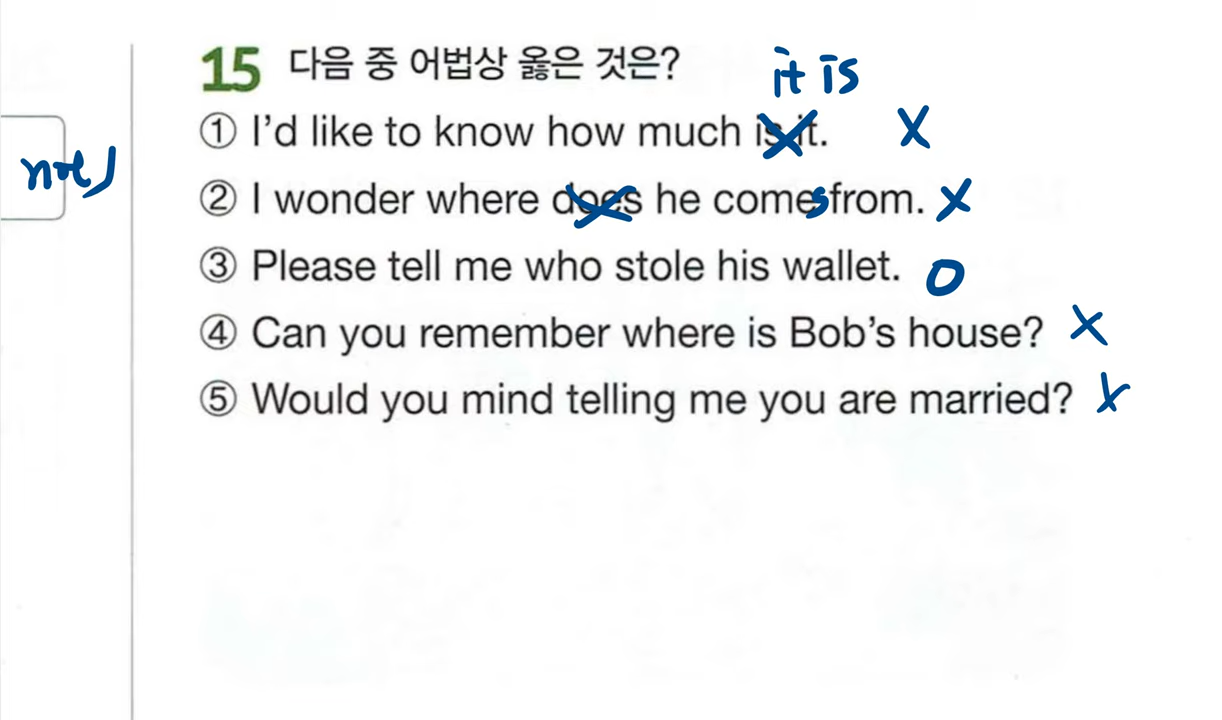 15 다음 중 어법상 옳은 것은?
it is
① I'd like to know how much is it. X
② I wonder where does he comes from. X
③ Please tell me who stole his wallet. O
④ Can you remember where is Bob's house? X
⑤ Would you mind telling me you are married? X